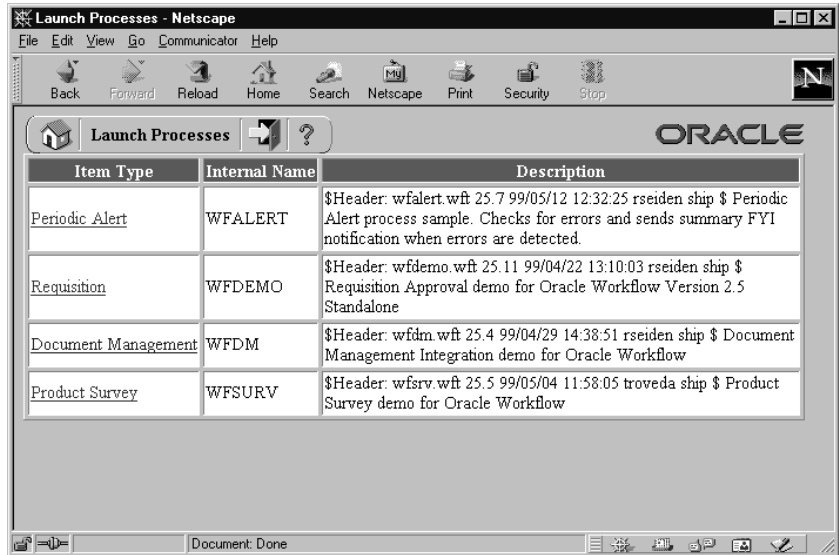 Launch Processes - Netscape
File Edit View Go Communicator Help
Back Forward Reload Home Search Netscape Print Security Stop
My
N
Launch Processes
?
ORACLE
Item Type Internal Name Description
Periodic Alert WFALERT $Header: wfalert.wft 25.7 99/05/12 12:32:25 rseiden ship $ Periodic
Alert process sample. Checks for errors and sends summary FYI
notification when errors are detected.
Requisition WFDEMO $Header: wfdemo.wft 25.11 99/04/22 13:10:03 rseiden ship $
Requisition Approval demo for Oracle Workflow Version 2.5
Standalone
Document Management WFDM $Header: wfdm.wft 25.4 99/04/29 14:38:51 rseiden ship $ Document
Management Integration demo for Oracle Workflow
Product Survey WFSURV $Header: wfsrv.wft 25.5 99/05/04 11:58:05 troveda ship $ Product
Survey demo for Oracle Workflow
Document: Done